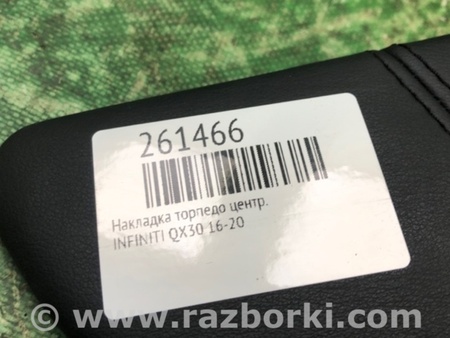 261466
Накладка торпедо центр.
INFINITI QX30 16-20
www.razborki.com